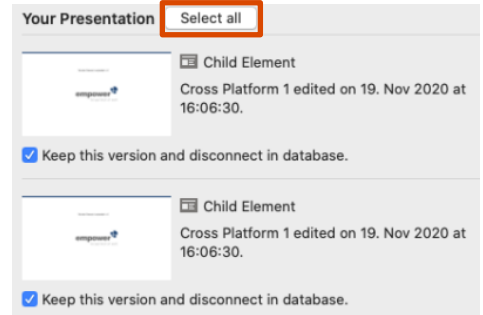 Your Presentation Select all
Child Element
Cross Platform 1 edited on 19. Nov 2020 at
16:06:30.
empower
Keep this version and disconnect in database.
Child Element
Cross Platform 1 edited on 19. Nov 2020 at
16:06:30.
empower
Keep this version and disconnect in database.